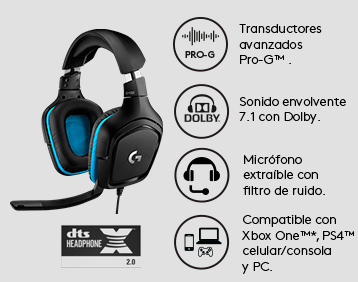 PRO-G
Transductores
avanzados
Pro-G™ .
DOLBY.
Sonido envolvente
7.1 con Dolby.
Micrófono
extraíble con
filtro de ruido.
Compatible con
Xbox One™*, PS4™
celular/consola
y PC.
G
dts
HEADPHONE X
2.0